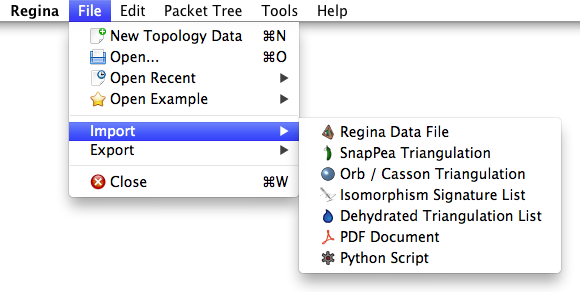 Regina File Edit Packet Tree Tools Help
New Topology Data ⌘N
Open... ⌘O
Open Recent
Open Example
Import
Export
Close ⌘W
Regina Data File
SnapPea Triangulation
Orb / Casson Triangulation
Isomorphism Signature List
Dehydrated Triangulation List
PDF Document
Python Script